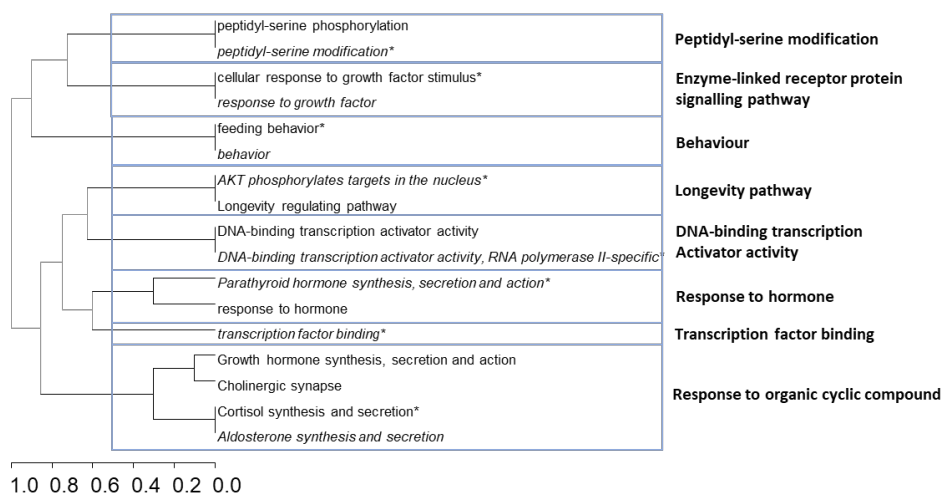 peptidyl-serine phosphorylation
peptidyl-serine modification*
Peptidyl-serine modification
cellular response to growth factor stimulus*
response to growth factor
Enzyme-linked receptor protein
signalling pathway
feeding behavior*
behavior
Behaviour
AKT phosphorylates targets in the nucleus*
Longevity regulating pathway
Longevity pathway
DNA-binding transcription activator activity
DNA-binding transcription activator activity, RNA polymerase II-specific*
DNA-binding transcription
Activator activity
Parathyroid hormone synthesis, secretion and action*
response to hormone
Response to hormone
transcription factor binding*
Transcription factor binding
Growth hormone synthesis, secretion and action
Cholinergic synapse
Cortisol synthesis and secretion*
Aldosterone synthesis and secretion
Response to organic cyclic compound
1.0 0.8 0.6 0.4 0.2 0.0